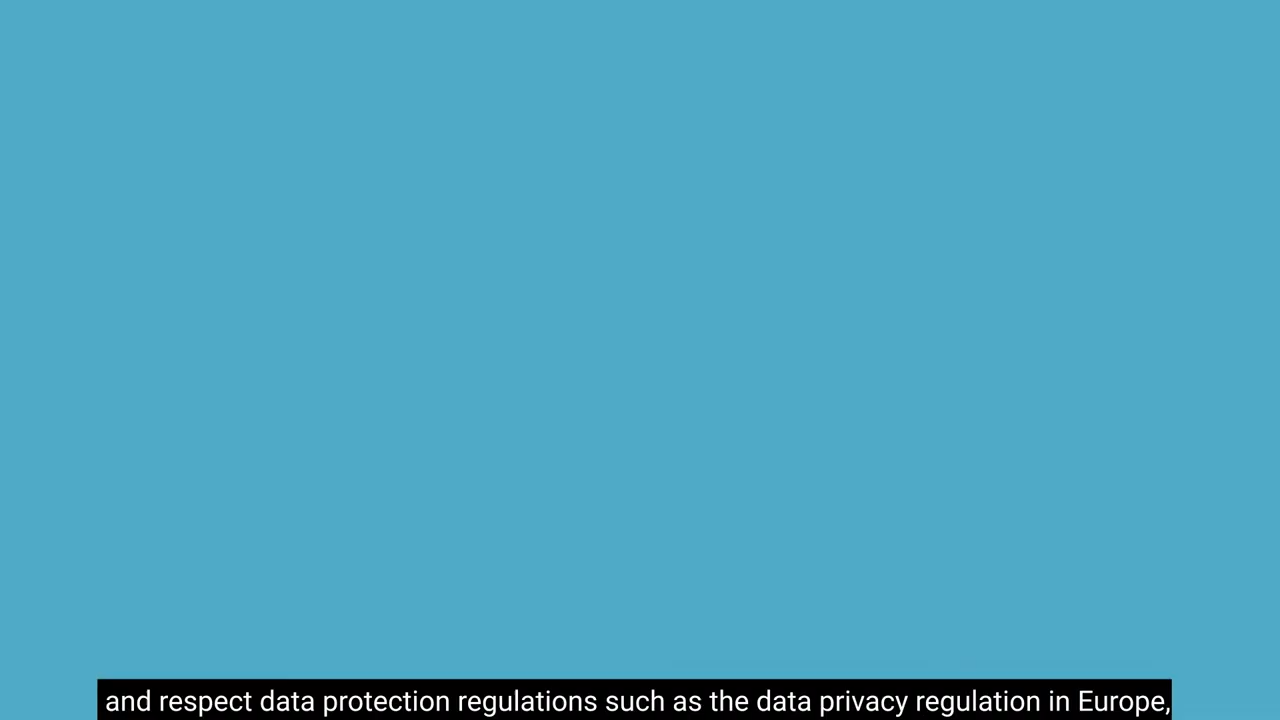 and respect data protection regulations such as the data privacy regulation in Europe,